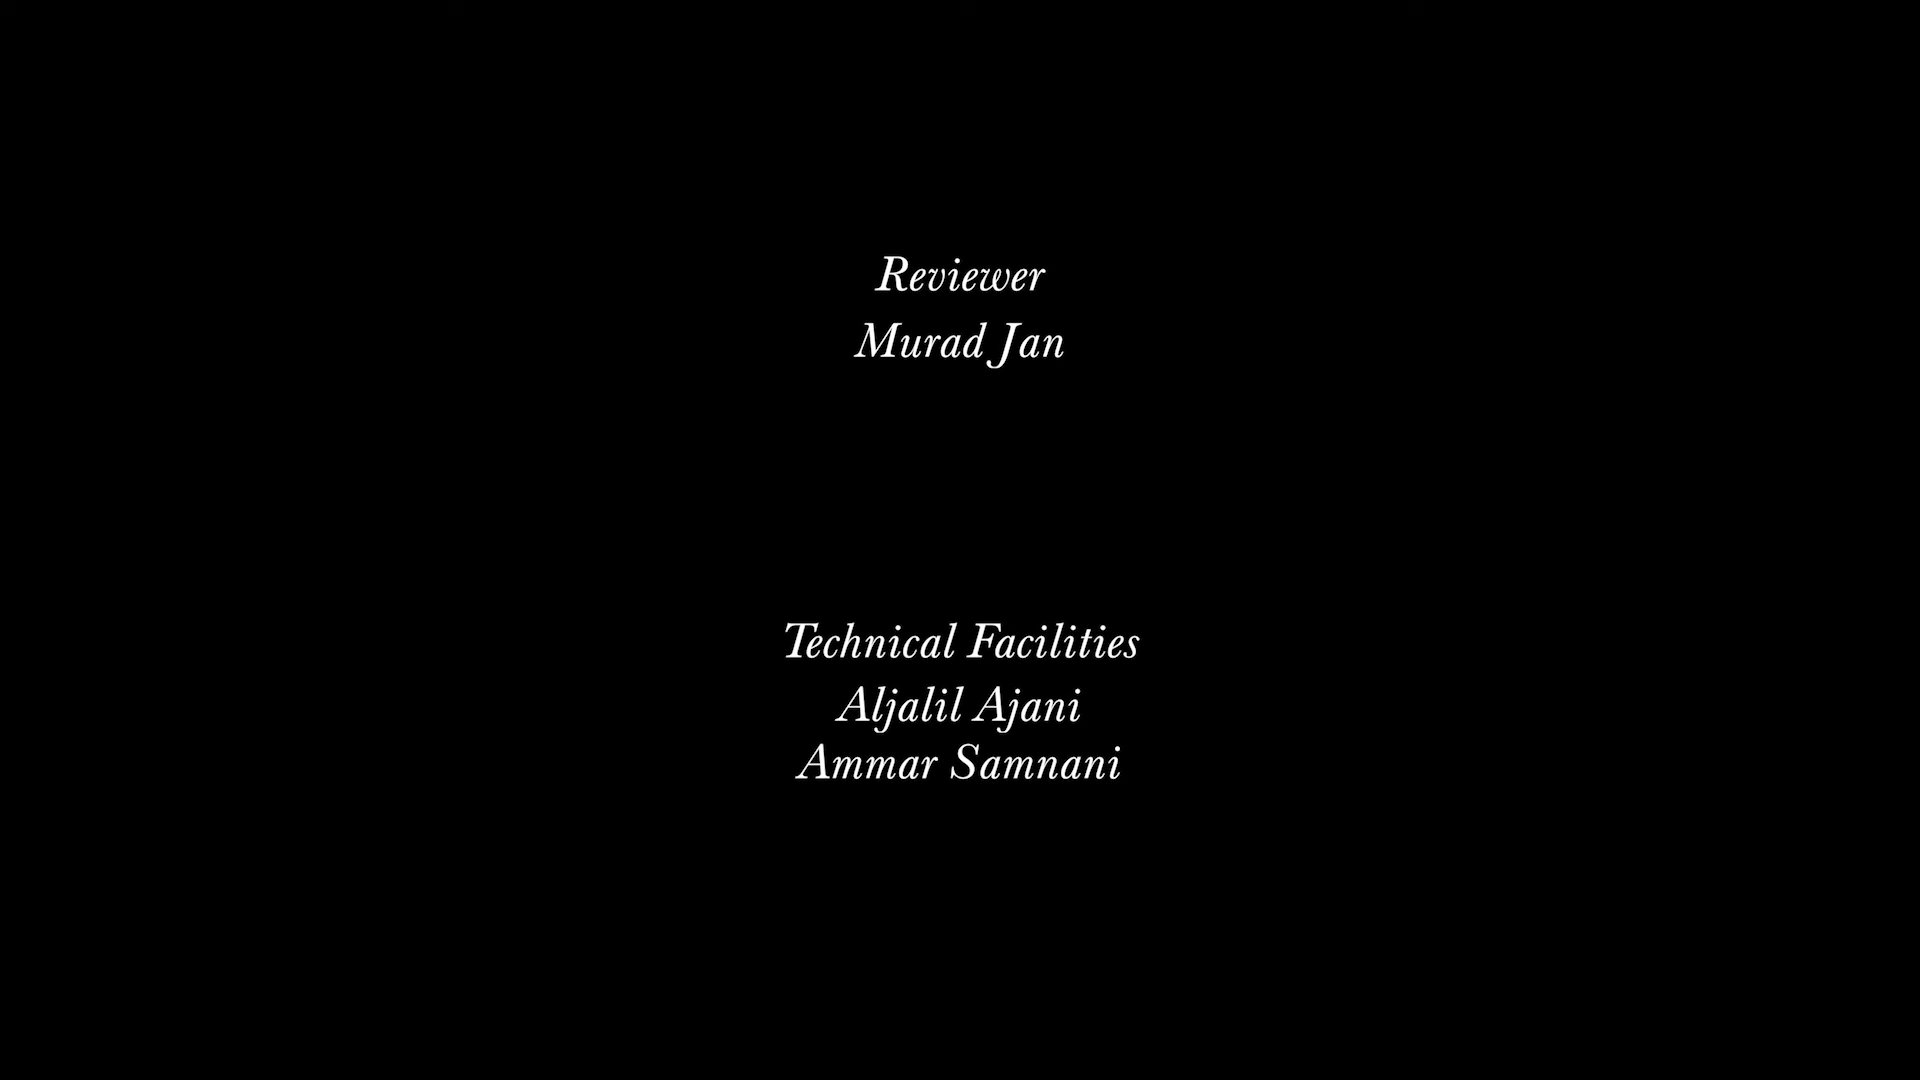 Reviewer
Murad Jan
Technical Facilities
Aljalil Ajani
Ammar Samnani